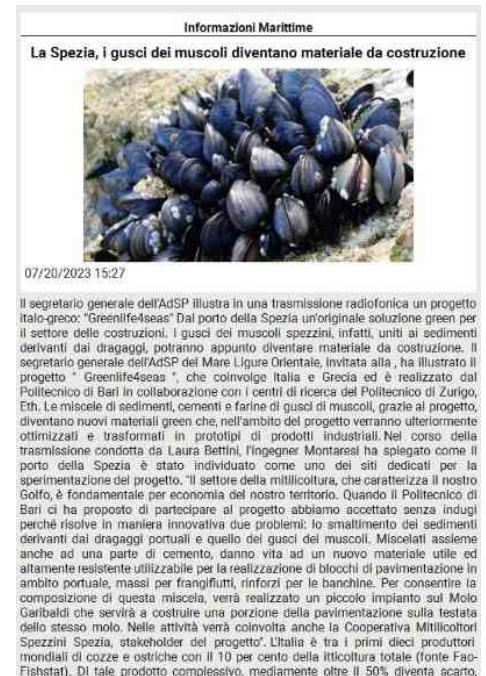 Informazioni Marittime
La Spezia, i gusci dei muscoli diventano materiale da costruzione
07/20/2023 15:27
Il segretario generale dell'AdSP illustra in una trasmissione radiofonica un progetto
italo-greco: "Greenlife4seas" Dal porto della Spezia un'originale soluzione green per
il settore delle costruzioni. I gusci dei muscoli spezzini, infatti, uniti ai sedimenti
derivanti dai dragaggi, potranno appunto diventare materiale da costruzione. Il
segretario generale dell'AdSP del Mare Ligure Orientale, invitata alla , ha illustrato il
progetto " Greenlife4seas ", che coinvolge Italia e Grecia ed è realizzato dal
Politecnico di Bari in collaborazione con i centri di ricerca del Politecnico di Zurigo,
Eth. Le miscele di sedimenti, cementi e farine di gusci di muscoli, grazie al progetto,
diventano nuovi materiali green che, nell'ambito del progetto verranno ulteriormente
ottimizzati e trasformati in prototipi di prodotti industriali. Nel corso della
trasmissione condotta da Laura Bettini, l'ingegner Montaresi ha spiegato come il
porto della Spezia è stato individuato come uno dei siti dedicati per la
sperimentazione del progetto. "Il settore della mitilicoltura, che caratterizza il nostro
Golfo, è fondamentale per economia del nostro territorio. Quando il Politecnico di
Bari ci ha proposto di partecipare al progetto abbiamo accettato senza indugi
perché risolve in maniera innovativa due problemi: lo smaltimento dei sedimenti
derivanti dai dragaggi portuali e quello dei gusci dei muscoli. Miscelati assieme
anche ad una parte di cemento, danno vita ad un nuovo materiale utile ed
altamente resistente utilizzabile per la realizzazione di blocchi di pavimentazione in
ambito portuale, massi per frangiflutti, rinforzi per le banchine. Per consentire la
composizione di questa miscela, verrà realizzato un piccolo impianto sul Molo
Garibaldi che servirà a costruire una porzione della pavimentazione sulla testata
dello stesso molo. Nelle attività verrà coinvolta anche la Cooperativa Mitilicoltori
Spezzini Spezia, stakeholder del progetto". L'Italia è tra i primi dieci produttori
mondiali di cozze e ostriche con il 10 per cento della itticoltura totale (fonte Fao-
Fishstat). Di tale prodotto complessivo, mediamente oltre il 50% diventa scarto,